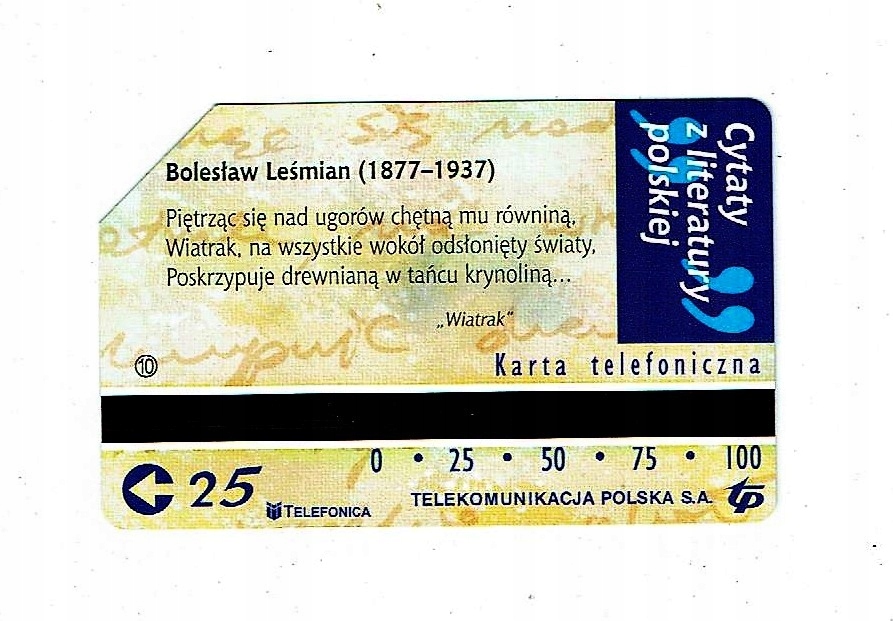 Bolesław Leśmian (1877–1937)
Piętrząc się nad ugorów chętną mu równiną,
Wiatrak, na wszystkie wokół odsłonięty światy,
Poskrzypuje drewnianą w tańcu krynoliną...
„Wiatrak”
Cytaty
z literatury
polskiej
10
Karta telefoniczna
0 • 25 • 50 • 75 • 100
25
TELEFONICA
TELEKOMUNIKACJA POLSKA S.A. tp